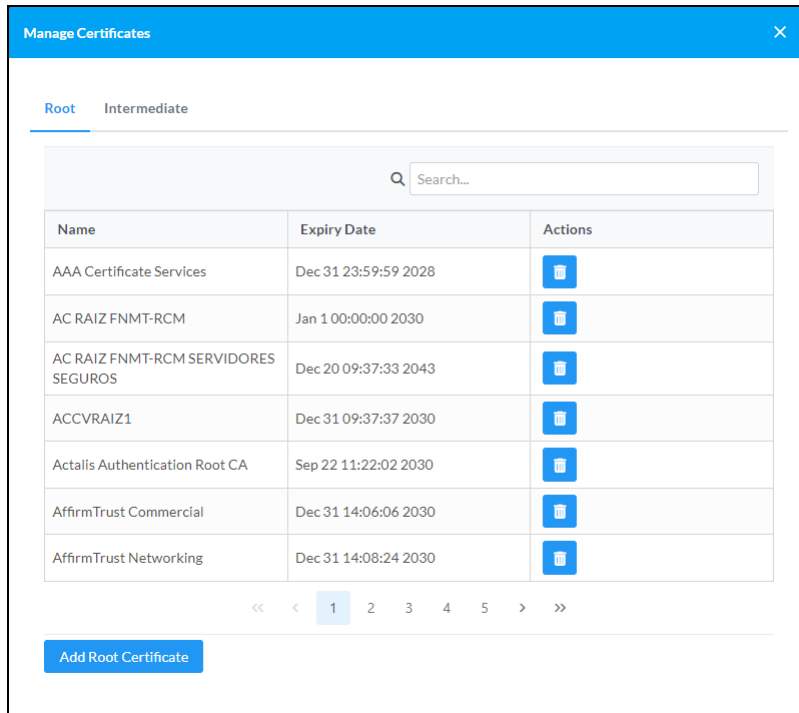 Manage Certificates
Root Intermediate
Search...
Name Expiry Date Actions
AAA Certificate Services Dec 31 23:59:59 2028
AC RAIZ FNMT-RCM Jan 1 00:00:00 2030
AC RAIZ FNMT-RCM SERVIDORES
SEGUROS Dec 20 09:37:33 2043
ACCVRAIZ1 Dec 31 09:37:37 2030
Actalis Authentication Root CA Sep 22 11:22:02 2030
AffirmTrust Commercial Dec 31 14:06:06 2030
AffirmTrust Networking Dec 31 14:08:24 2030
« ‹ 1 2 3 4 5 › »
Add Root Certificate